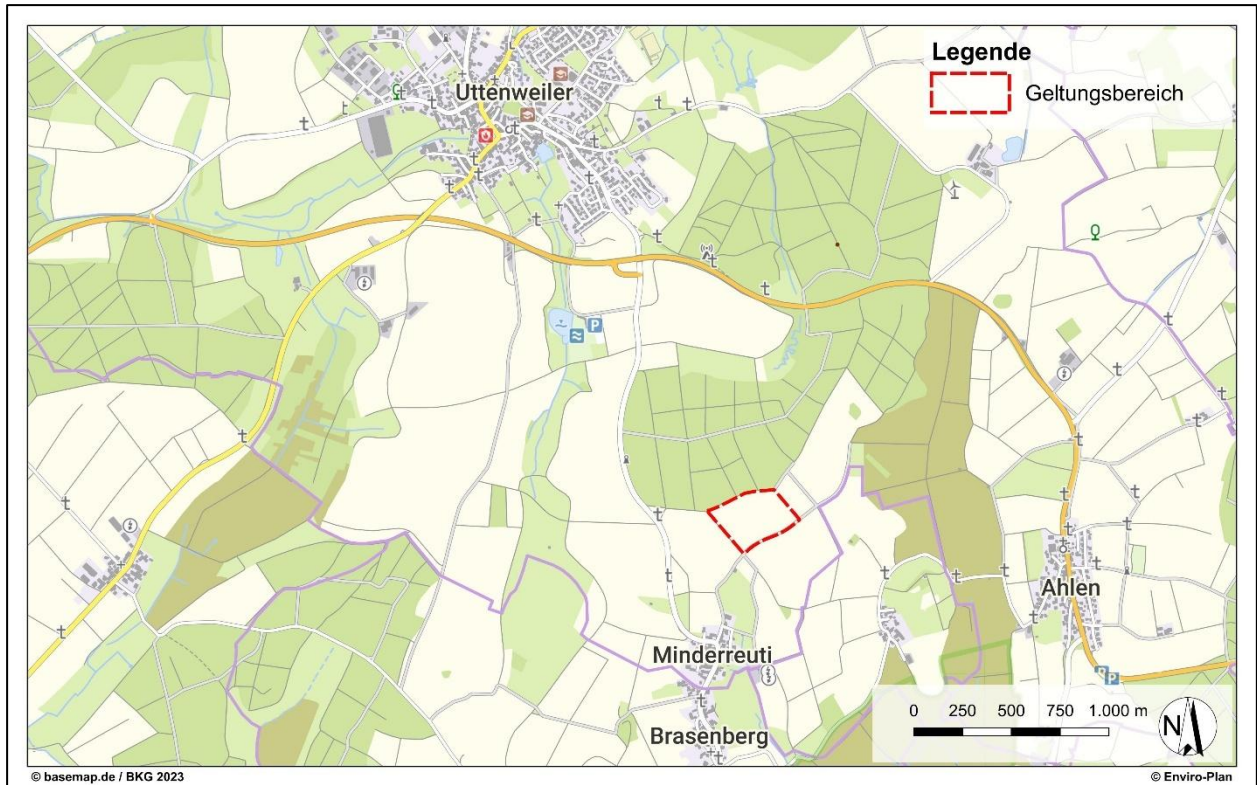 Legende
Geltungsbereich
Uttenweiler
P
Ahlen
Minderreuti
P
P
Brasenberg
0 250 500 750 1.000 m
N
© basemap.de / BKG 2023
© Enviro-Plan